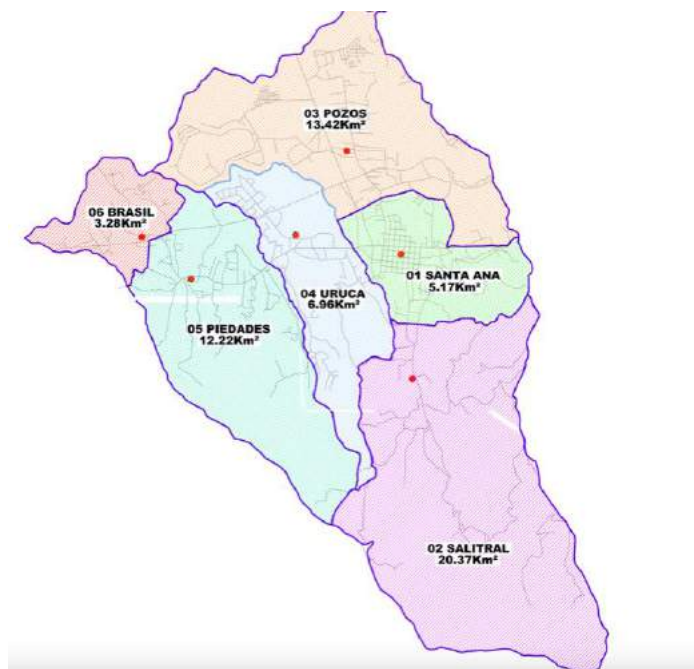 03 POZOS
13.42Km²
06 BRASIL
3.28Km²
01 SANTA ANA
5.17Km²
04 URUCA
6.96Km²
05 PIEDADES
12.22Km²
02 SALITRAL
20.37Km²